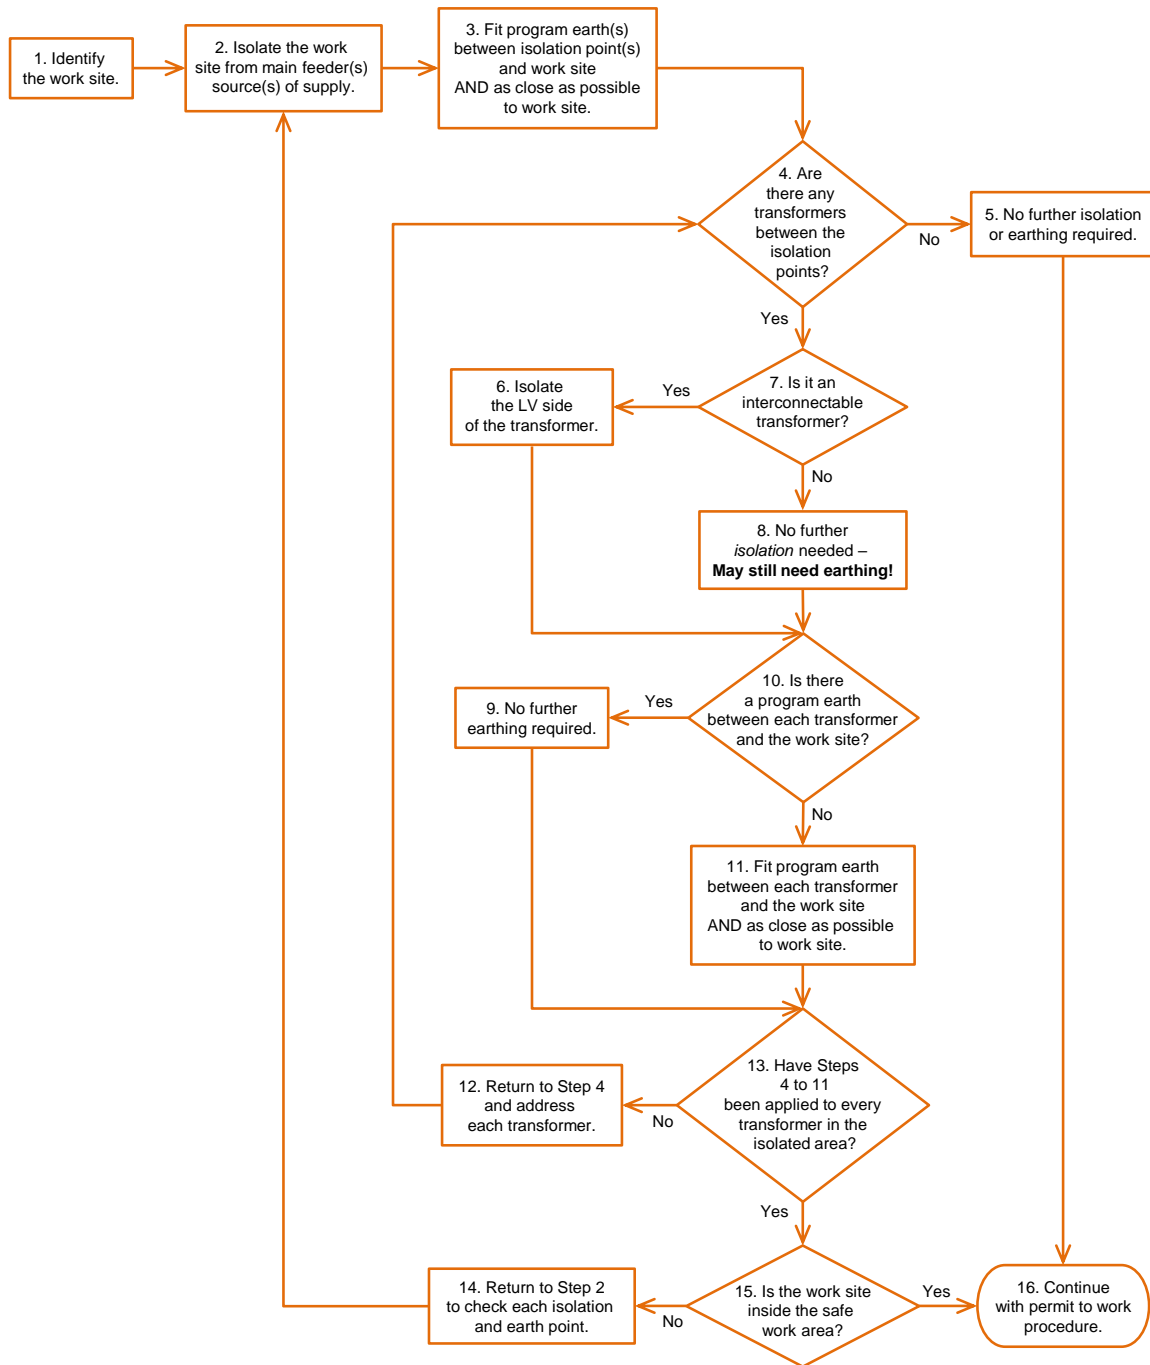 1. Identify
the work site.
2. Isolate the work
site from main feeder(s)
source(s) of supply.
3. Fit program earth(s)
between isolation point(s)
and work site
AND as close as possible
to work site.
4. Are
there any
transformers
between the
isolation
points?
No
5. No further isolation
or earthing required.
Yes
6. Isolate
the LV side
of the transformer.
Yes
7. Is it an
interconnectable
transformer?
No
8. No further
isolation needed –
May still need earthing!
9. No further
earthing required.
Yes
10. Is there
a program earth
between each transformer
and the work site?
No
11. Fit program earth
between each transformer
and the work site
AND as close as possible
to work site.
12. Return to Step 4
and address
each transformer.
No
13. Have Steps
4 to 11
been applied to every
transformer in the
isolated area?
Yes
14. Return to Step 2
to check each isolation
and earth point.
No
15. Is the work site
inside the safe
work area?
Yes
16. Continue
with permit to work
procedure.